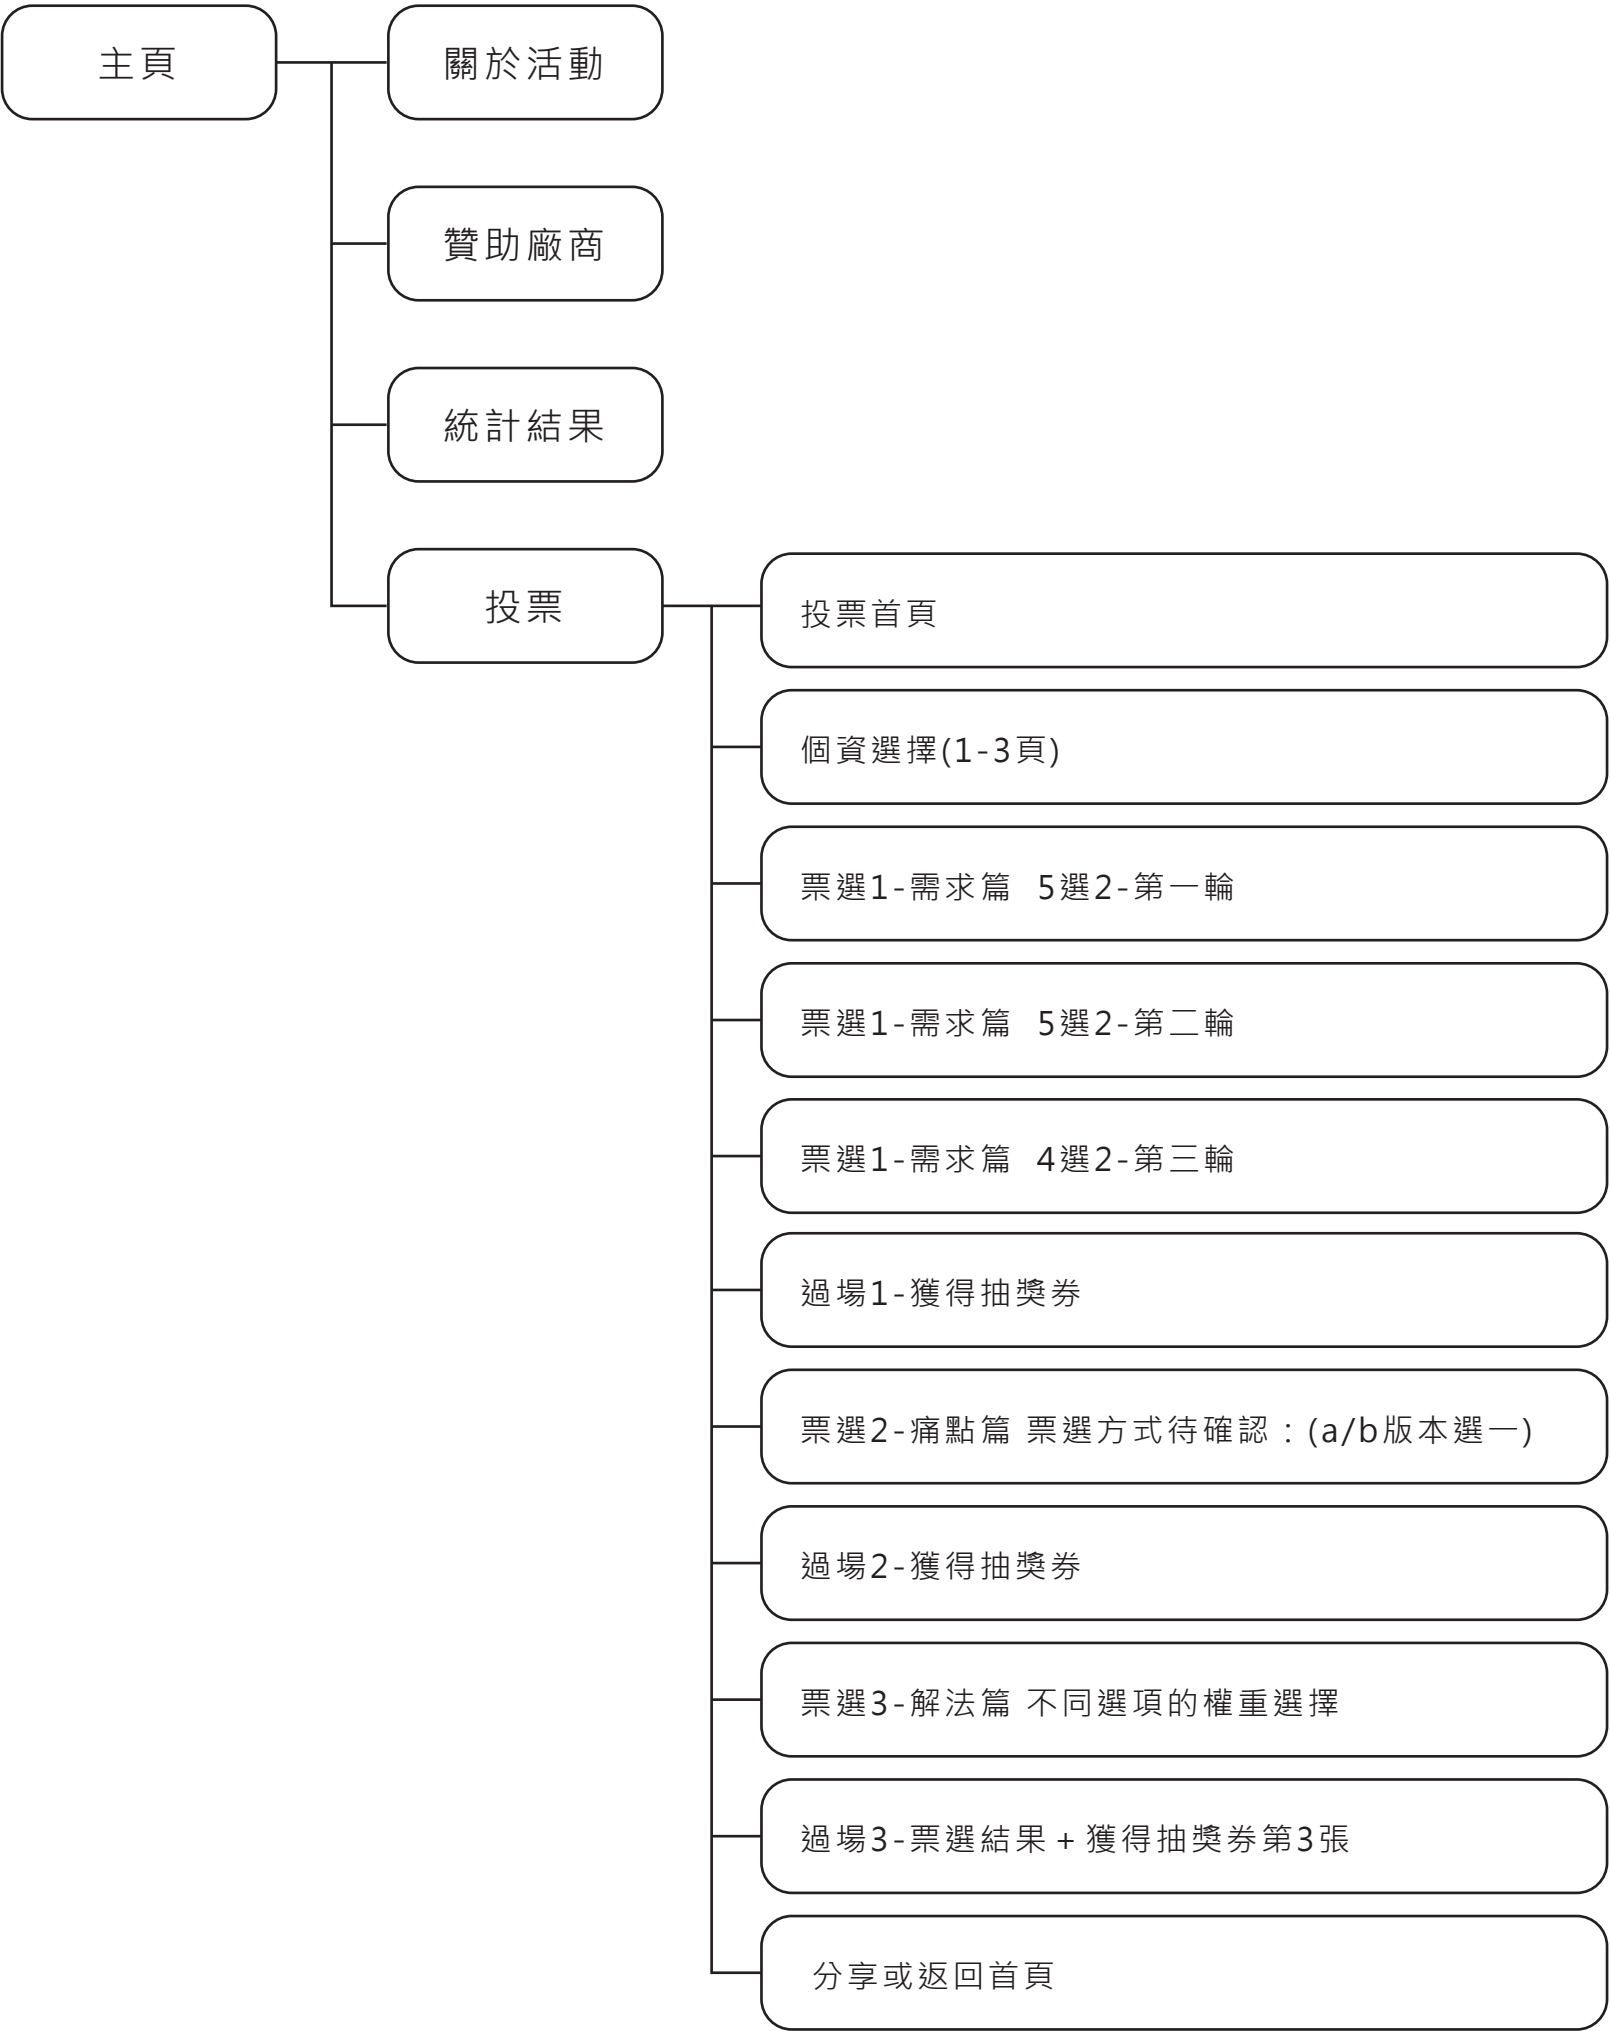 主頁
關於活動
贊助廠商
統計結果
投票
投票首頁
個資選擇(1-3頁)
票選1-需求篇 5選2-第一輪
票選1-需求篇 5選2-第二輪
票選1-需求篇 4選2-第三輪
過場1-獲得抽獎券
票選2-痛點篇 票選方式待確認：(a/b版本選一)
過場2-獲得抽獎券
票選3-解法篇 不同選項的權重選擇
過場3-票選結果＋獲得抽獎券第3張
分享或返回首頁